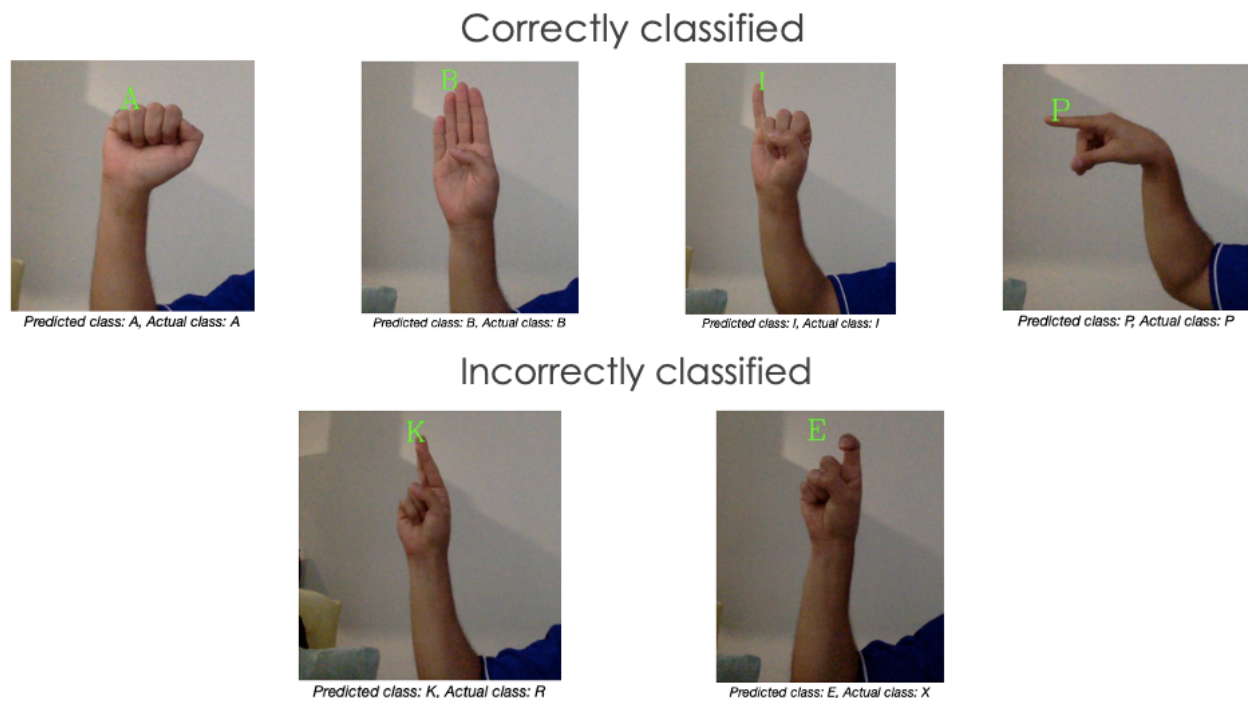 Correctly classified
A
B
I
P
Predicted class: A, Actual class: A
Predicted class: B, Actual class: B
Predicted class: I, Actual class: I
Predicted class: P, Actual class: P
Incorrectly classified
K
E
Predicted class: K, Actual class: R
Predicted class: E, Actual class: X